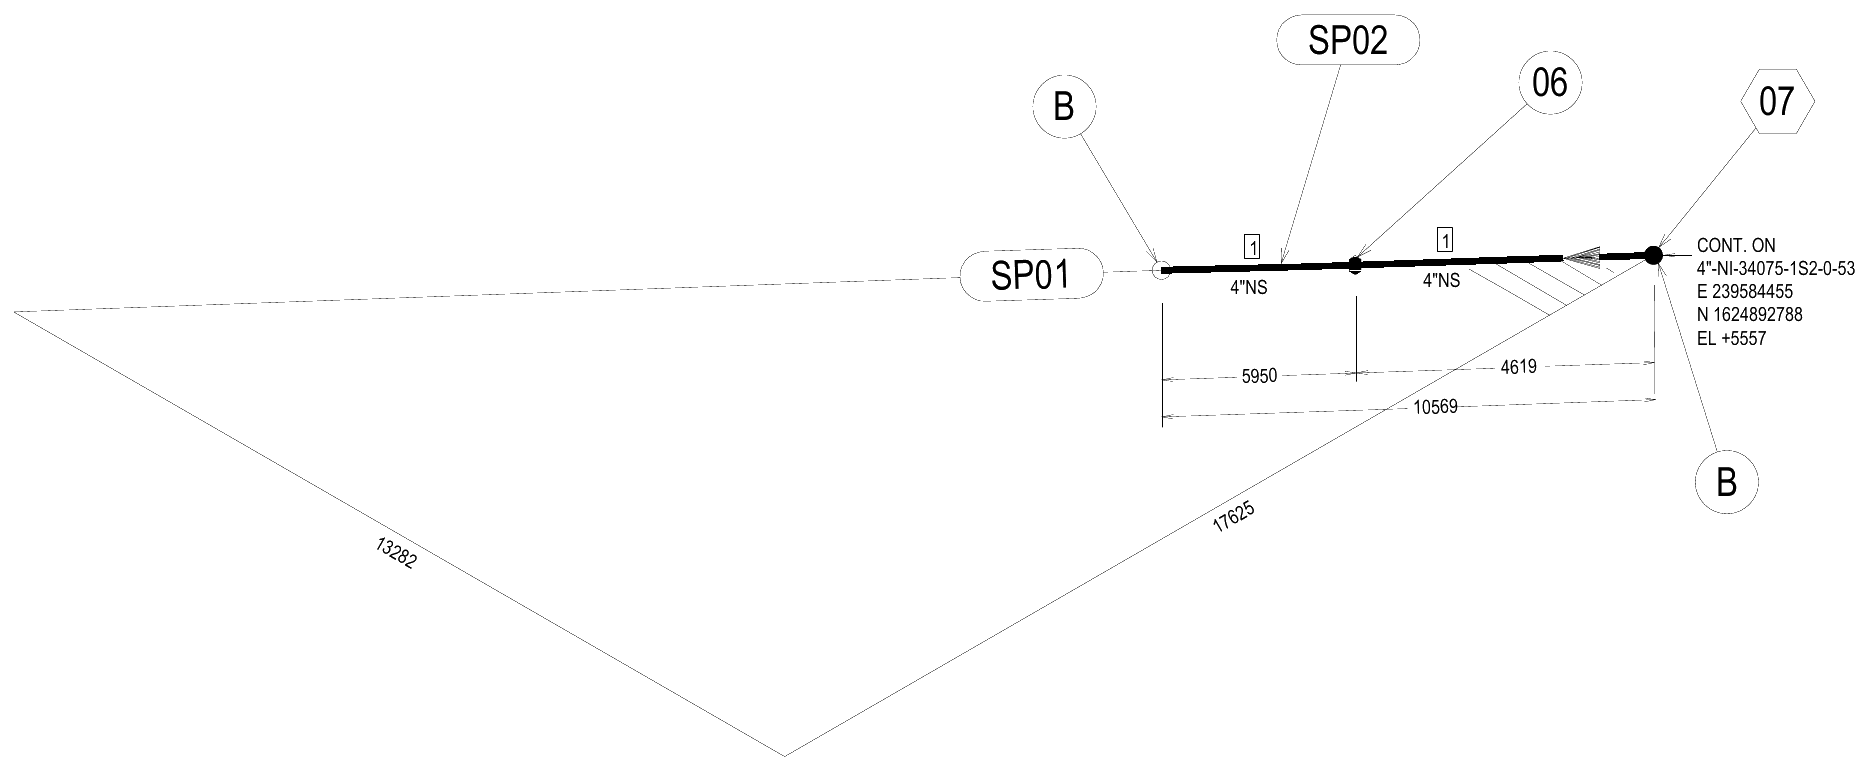 SP02
06
07
B
1
1
CONT. ON
4"-NI-34075-1S2-0-53
E 239584455
N 1624892788
EL +5557
SP01
4"NS
4"NS
5950
4619
10569
B
17625
13282